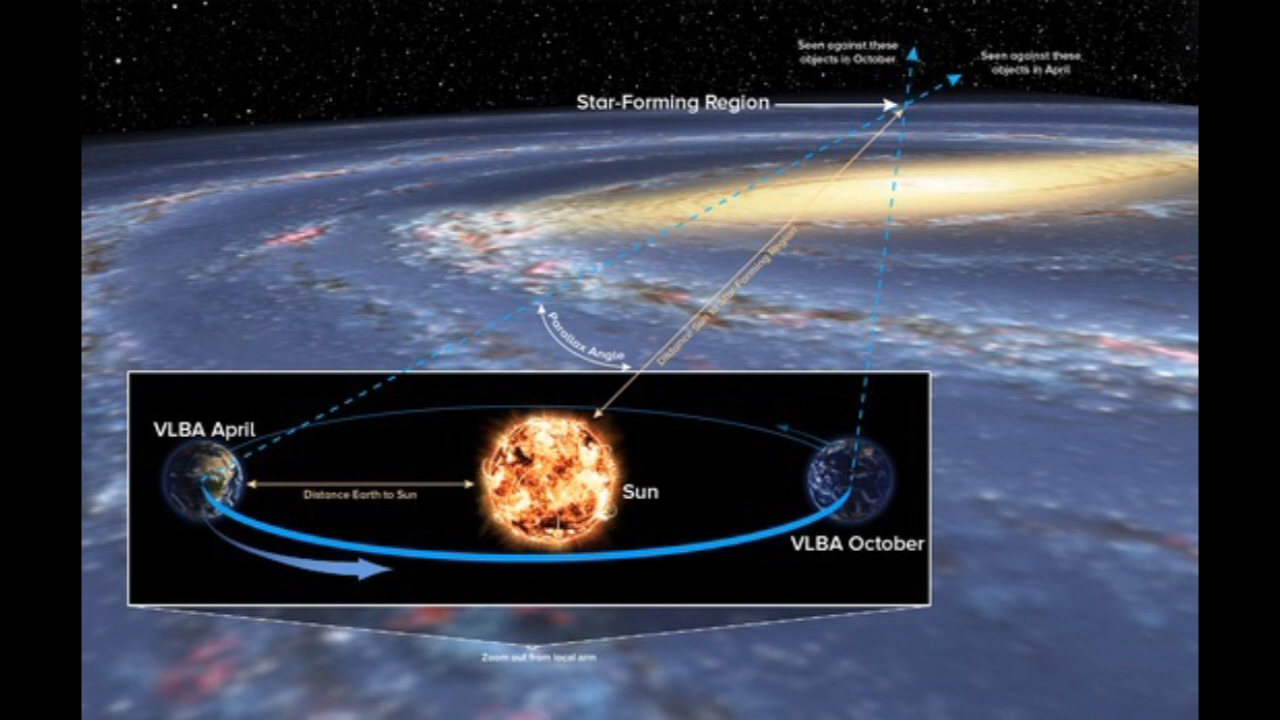 Seen against these
objects in October
Seen against these
objects in April
Star-Forming Region
Distance Sun to Star-Forming Region
Parallax Angle
VLBA April
Distance Earth to Sun
Sun
VLBA October
Zoom out from local arm